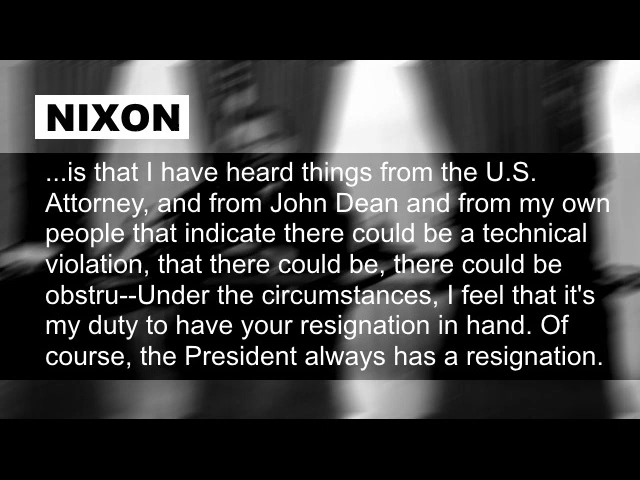 NIXON
...is that I have heard things from the U.S.
Attorney, and from John Dean and from my own
people that indicate there could be a technical
violation, that there could be, there could be
obstru--Under the circumstances, I feel that it's
my duty to have your resignation in hand. Of
course, the President always has a resignation.